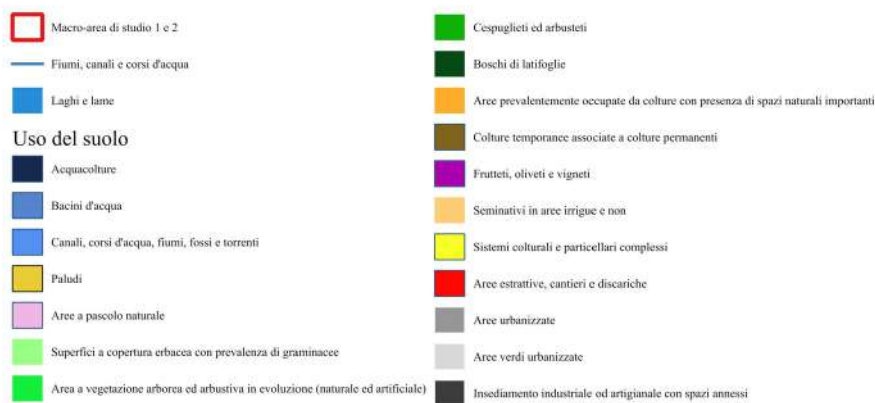 Macro-area di studio 1 e 2
Fiumi, canali e corsi d'acqua
Laghi e lame
Uso del suolo
Acquacolture
Bacini d'acqua
Canali, corsi d'acqua, fiumi, fossi e torrenti
Paludi
Aree a pascolo naturale
Superfici a copertura erbacea con prevalenza di graminacee
Area a vegetazione arborea ed arbustiva in evoluzione (naturale ed artificiale)
Cespuglieti ed arbusteti
Boschi di latifoglie
Aree prevalentemente occupate da colture con presenza di spazi naturali importanti
Colture temporanee associate a colture permanenti
Frutteti, oliveti e vigneti
Seminativi in aree irrigue e non
Sistemi colturali e particellari complessi
Aree estrattive, cantieri e discariche
Aree urbanizzate
Aree verdi urbanizzate
Insediamento industriale od artigianale con spazi annessi